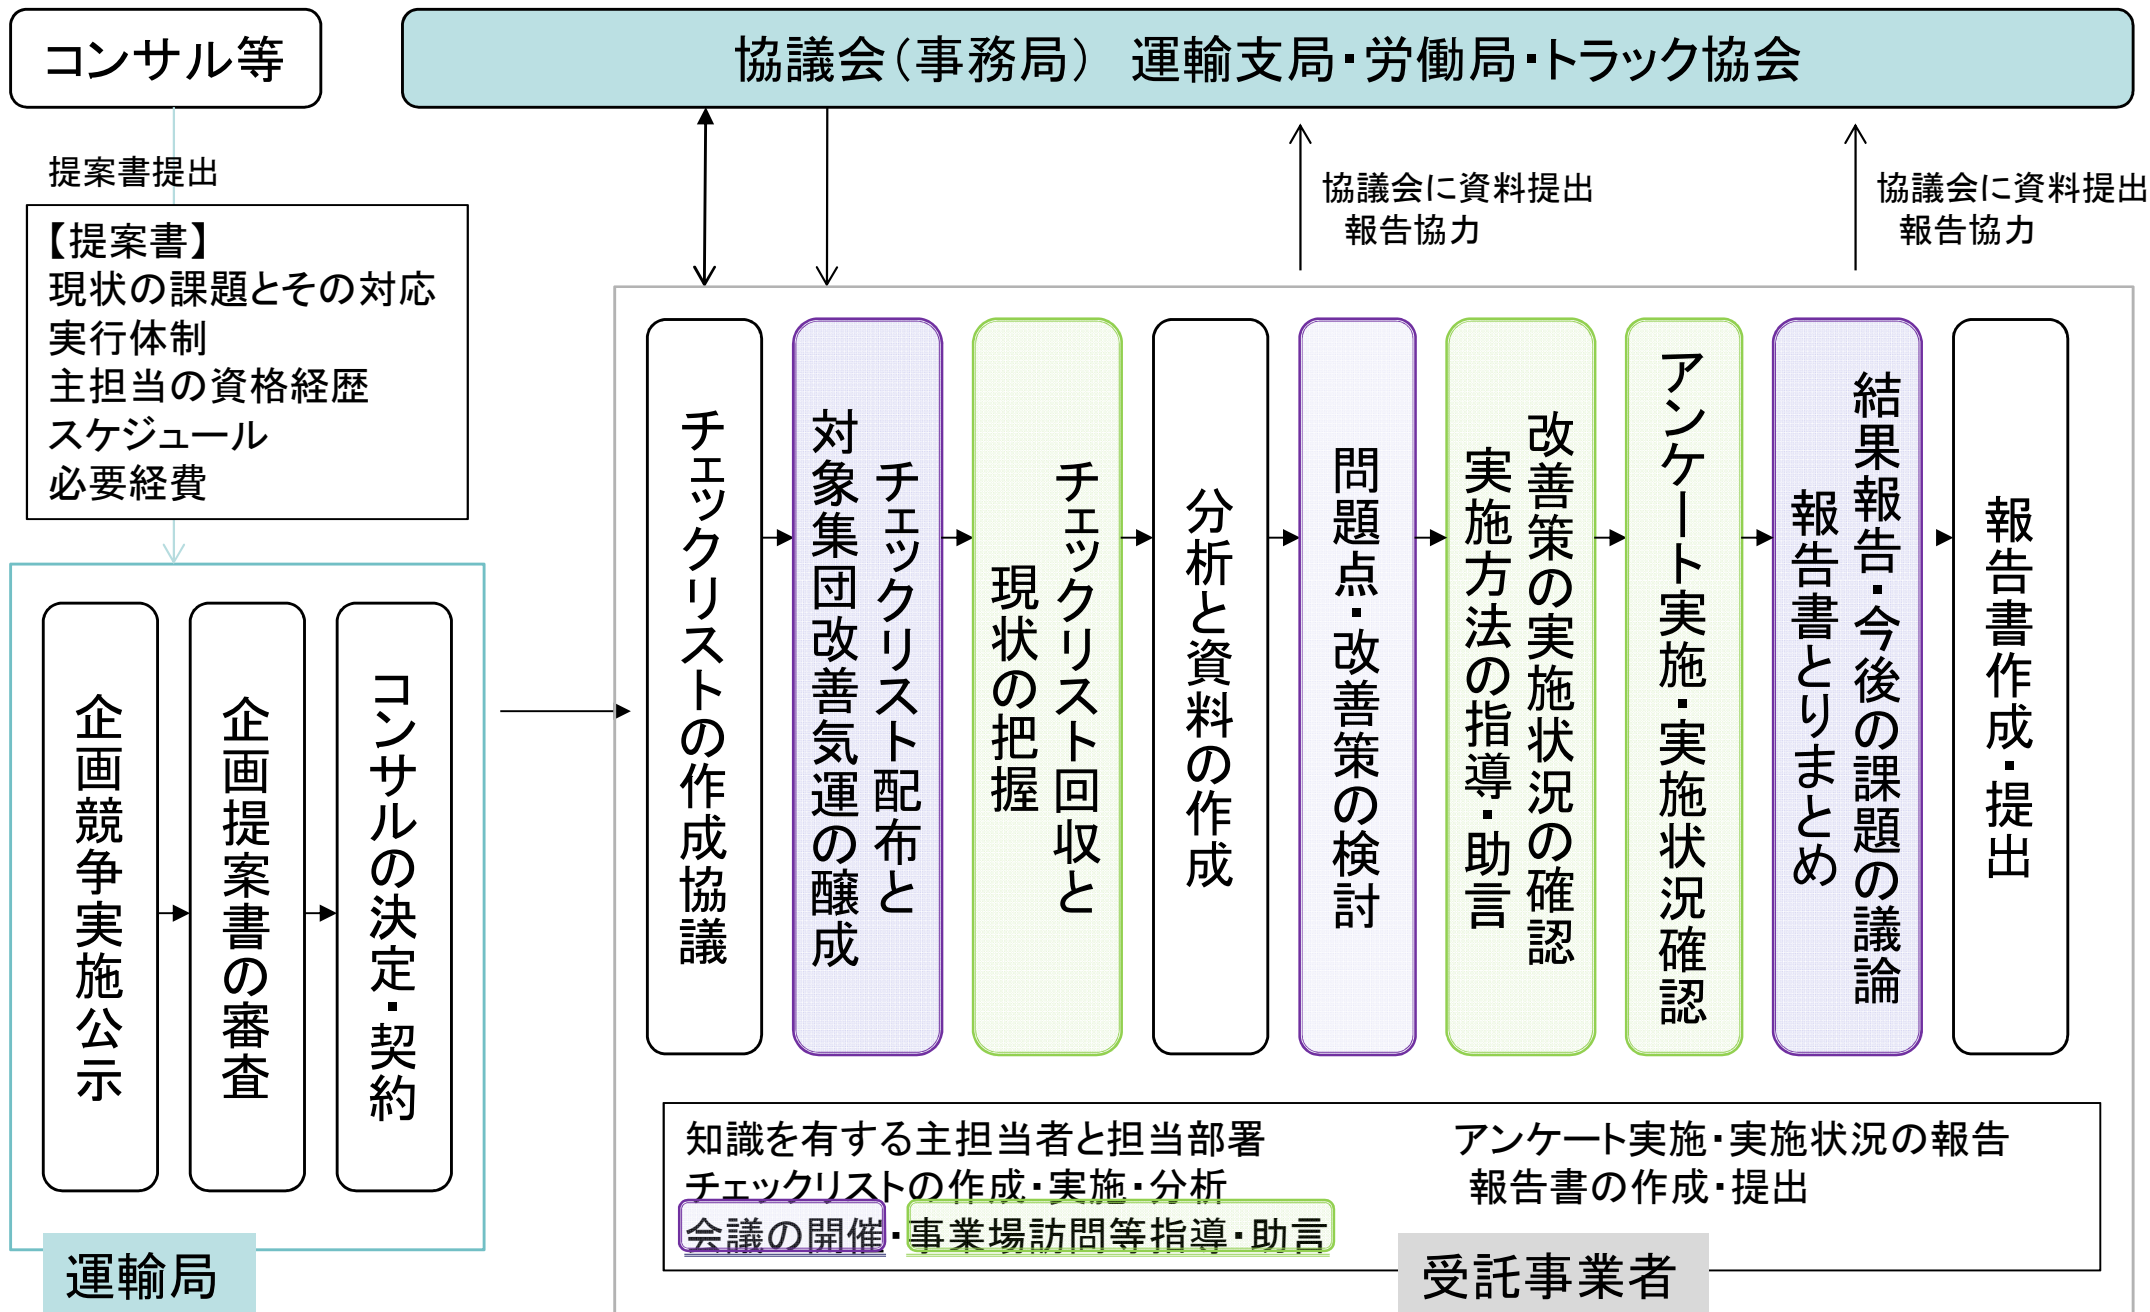 コンサル等
協議会（事務局）　運輸支局・労働局・トラック協会
提案書提出
【提案書】
現状の課題とその対応
実行体制
主担当の資格経歴
スケジュール
必要経費
協議会に資料提出
報告協力
協議会に資料提出
報告協力
企画競争実施公示
企画提案書の審査
コンサルの決定・契約
運輸局
チェックリストの作成協議
チェックリスト配布と
対象集団改善気運の醸成
チェックリスト回収と
現状の把握
分析と資料の作成
問題点・改善策の検討
改善策の実施状況の確認
実施方法の指導・助言
アンケート実施・実施状況確認
結果報告・今後の課題の議論
報告書とりまとめ
報告書作成・提出
知識を有する主担当者と担当部署
チェックリストの作成・実施・分析
会議の開催・事業場訪問等指導・助言
アンケート実施・実施状況の報告
報告書の作成・提出
受託事業者